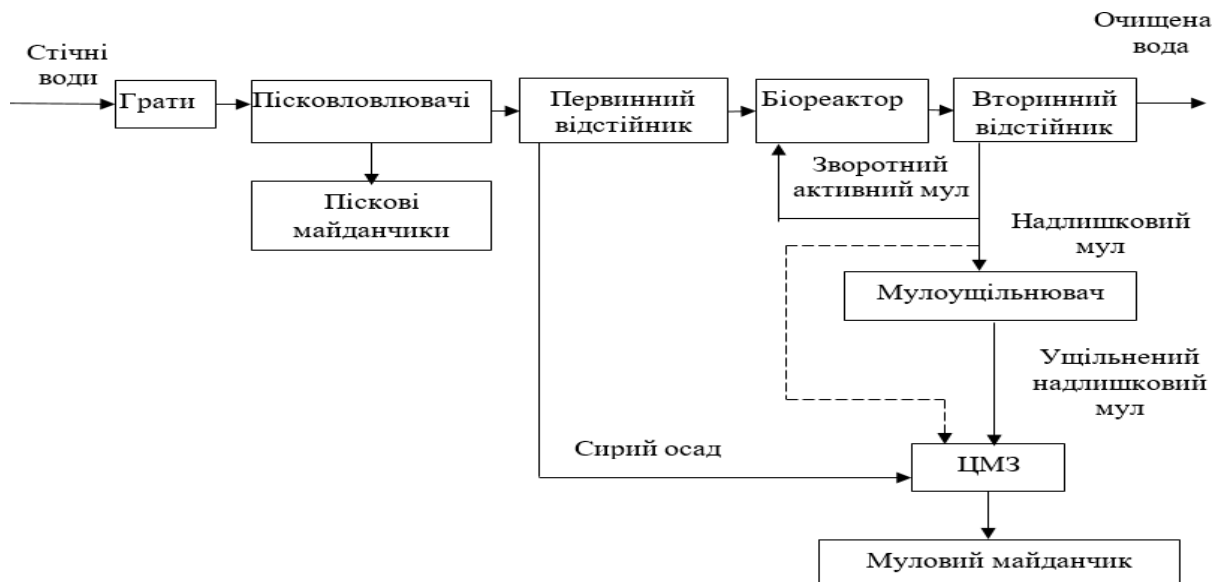 Очищена
вода
Стічні
води
Грати
Пісковловлювачі
Первинний
відстійник
Біореактор
Вторинний
відстійник
Піскові
майданчики
Зворотний
активний мул
Надлишковий
мул
Мулоущільнювач
Ущільнений
надлишковий
мул
Сирий осад
ЦМЗ
Муловий майданчик